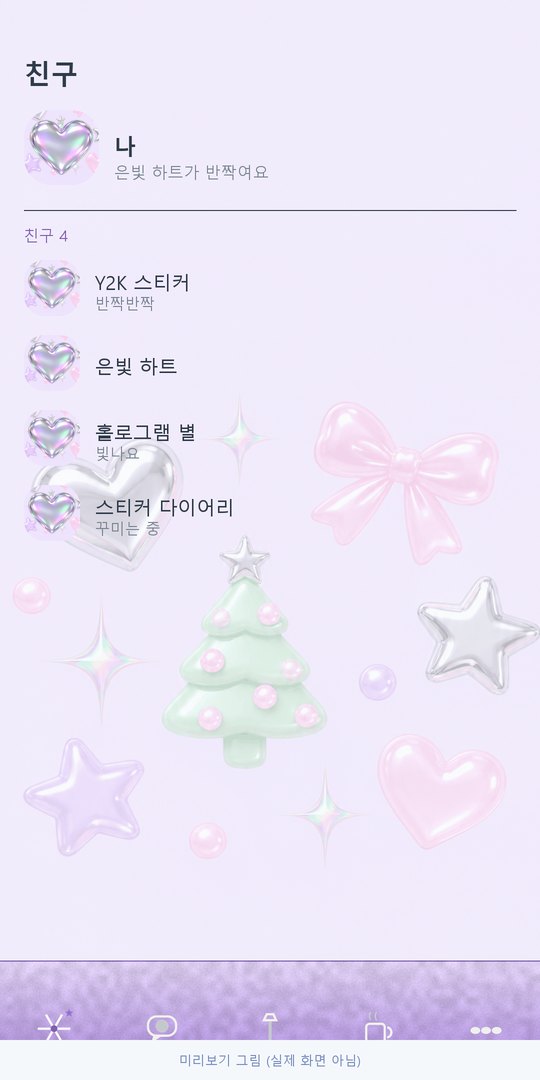 친구
나
은빛 하트가 반짝여요
친구 4
Y2K 스티커
반짝반짝
은빛 하트
홀로그램 별
빛나요
스티커 다이어리
꾸미는 중
미리보기 그림 (실제 화면 아님)